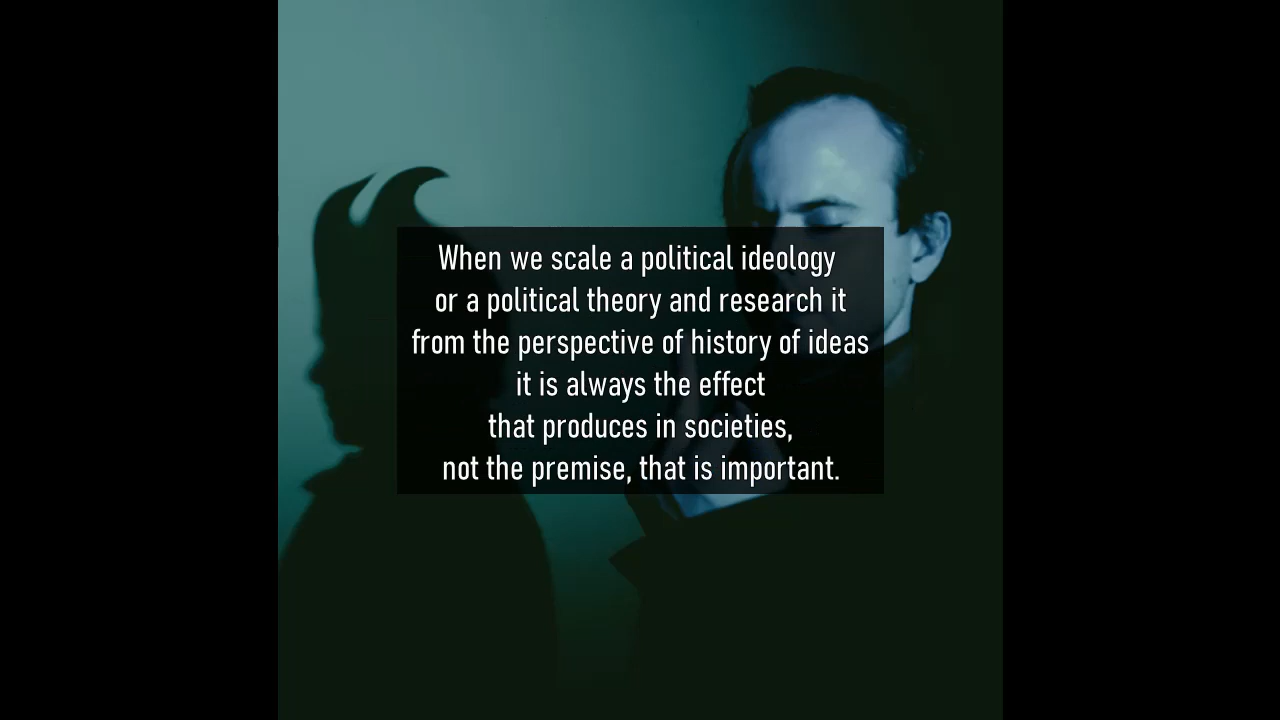 When we scale a political ideology
or a political theory and research it
from the perspective of history of ideas
it is always the effect
that produces in societies,
not the premise, that is important.